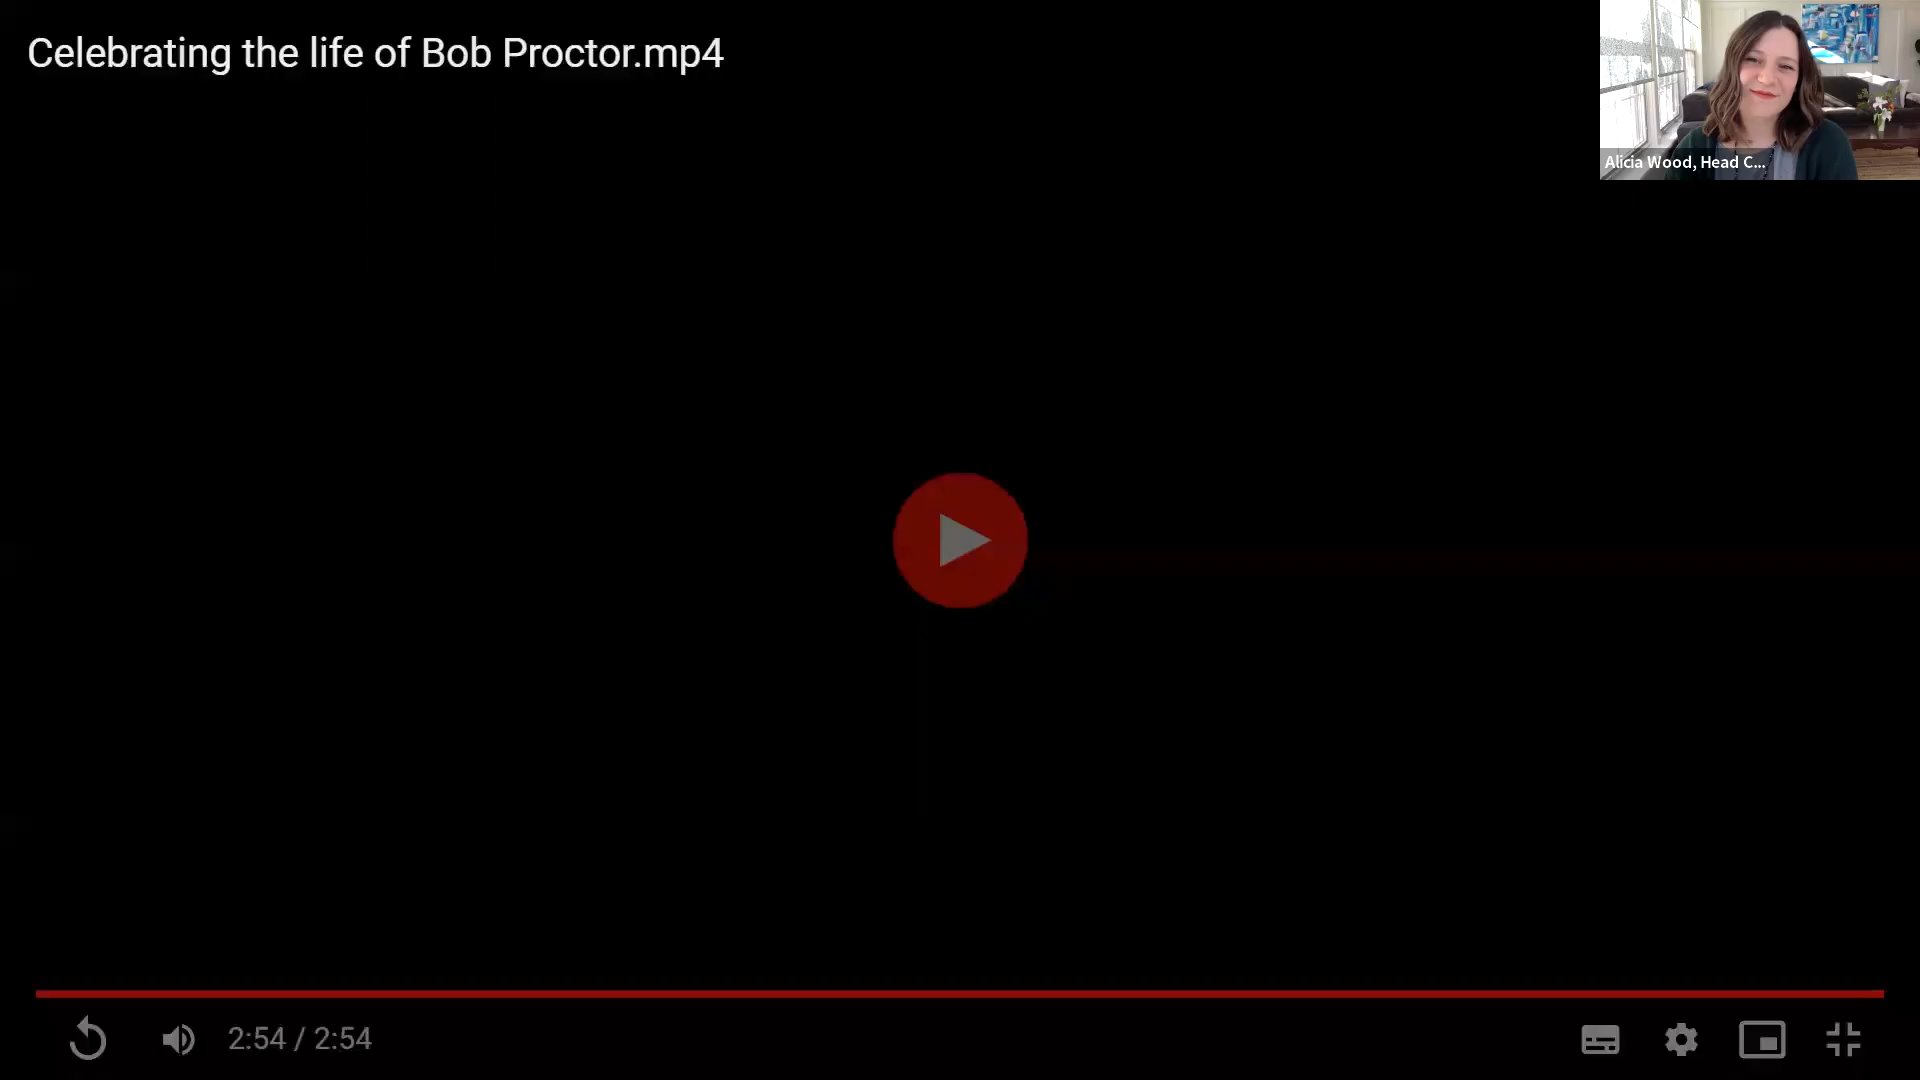 Celebrating the life of Bob Proctor.mp4
Alicia Wood, Head C...
2:54 / 2:54